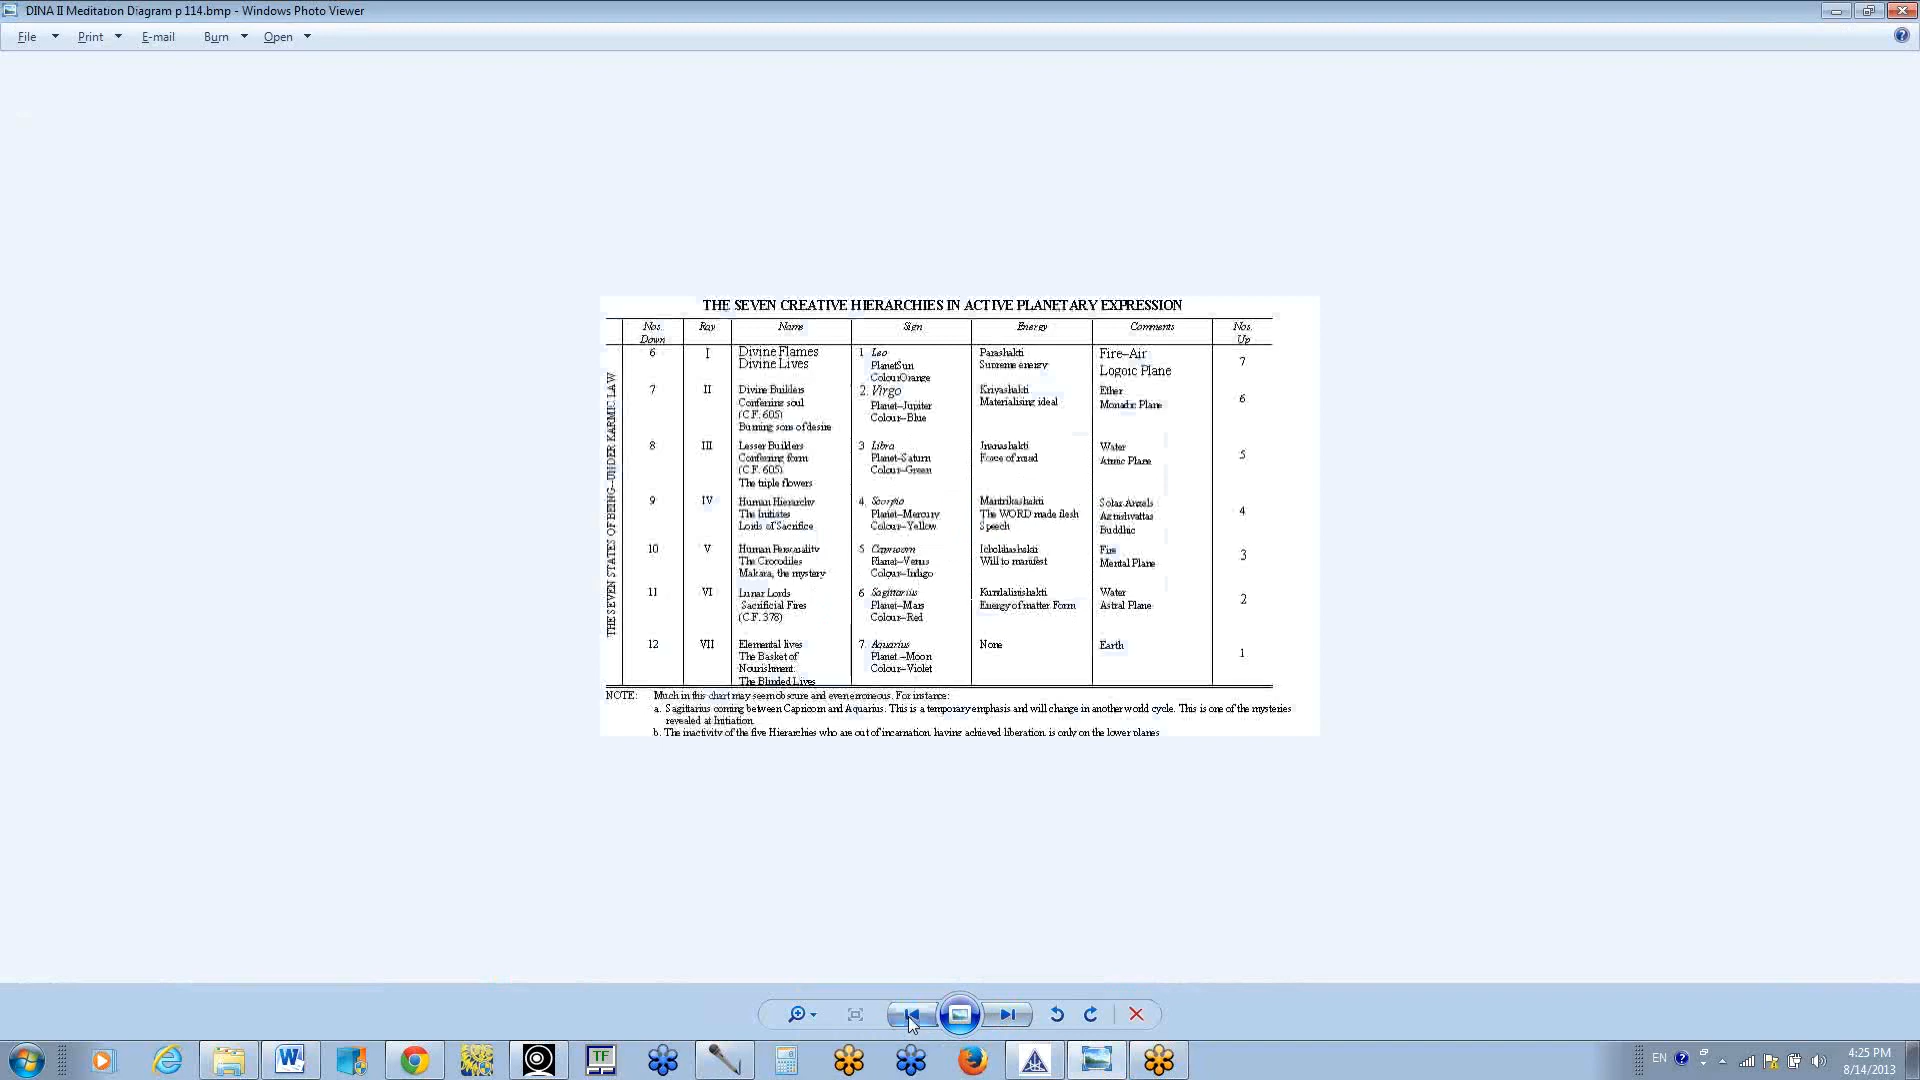 DINA II Meditation Diagram p 114.bmp - Windows Photo Viewer
File Print E-mail Burn Open
THE SEVEN CREATIVE HIERARCHIES IN ACTIVE PLANETARY EXPRESSION
THE SEVEN STATES OF BEING--UNDER KARMIC LAW
Nos. Down Ray Name Sign Energy Comments Nos. Up
6 I Divine Flames 1 Leo Parashakti Fire–Air 7
Divine Lives PlanetSun Supreme energy Logoic Plane
ColourOrange
7 II Divine Builders 2. Virgo Kriyashakti Ether 6
Conferring soul Planet–Jupiter Materialising ideal Monadic Plane
(C.F. 605) Colour–Blue
Burning sons of desire
8 III Lesser Builders 3 Libra Jnanashakti Water 5
Conferring form Planet–Saturn Force of mind Atmic Plane
(C.F. 605) Colour–Green
The triple flowers
9 IV Human Hierarchy 4. Scorpio Mantrikashakti Solar Angels 4
The Initiates Planet–Mercury The WORD made flesh Agnishvattas
Lords of Sacrifice Colour–Yellow Speech Buddhic
10 V Human Personality 5 Capricorn Ichchhashakti Fire 3
The Crocodiles Planet–Venus Will to manifest Mental Plane
Makara, the mystery Colour–Indigo
11 VI Lunar Lords 6 Sagittarius Kundalinishakti Water 2
Sacrificial Fires Planet–Mars Energy of matter Form Astral Plane
(C.F. 378) Colour–Red
12 VII Elemental lives 7. Aquarius None Earth 1
The Basket of Planet–Moon
Nourishment. Colour–Violet
The Blinded Lives
NOTE: Much in this chart may seem obscure and even erroneous. For instance:
a. Sagittarius coming between Capricorn and Aquarius. This is a temporary emphasis and will change in another world cycle. This is one of the mysteries
revealed at Initiation.
b. The inactivity of the five Hierarchies who are out of incarnation, having achieved liberation, is only on the lower planes
TF
EN
4:25 PM
8/14/2013